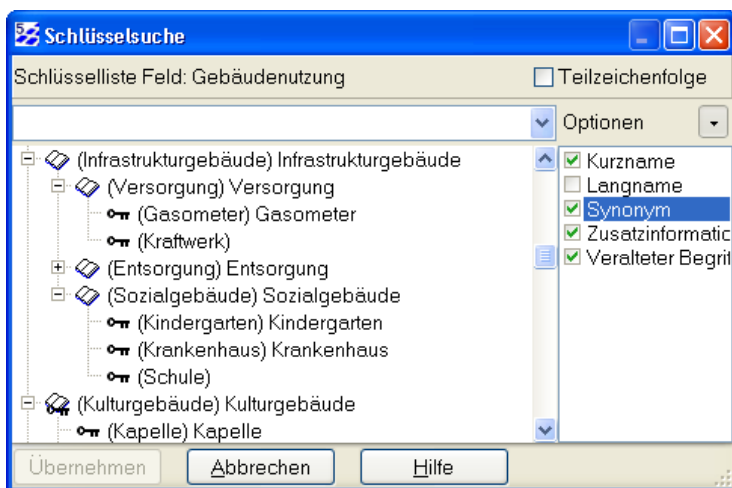 Schlüsselsuche
Schlüsselliste Feld: Gebäudenutzung
Teilzeichenfolge
Optionen
(Infrastrukturgebäude) Infrastrukturgebäude
(Versorgung) Versorgung
(Gasometer) Gasometer
(Kraftwerk)
(Entsorgung) Entsorgung
(Sozialgebäude) Sozialgebäude
(Kindergarten) Kindergarten
(Krankenhaus) Krankenhaus
(Schule)
(Kulturgebäude) Kulturgebäude
(Kapelle) Kapelle
Kurzname
Langname
Synonym
Zusatzinformatic
Veralteter Begrif
Übernehmen
Abbrechen
Hilfe